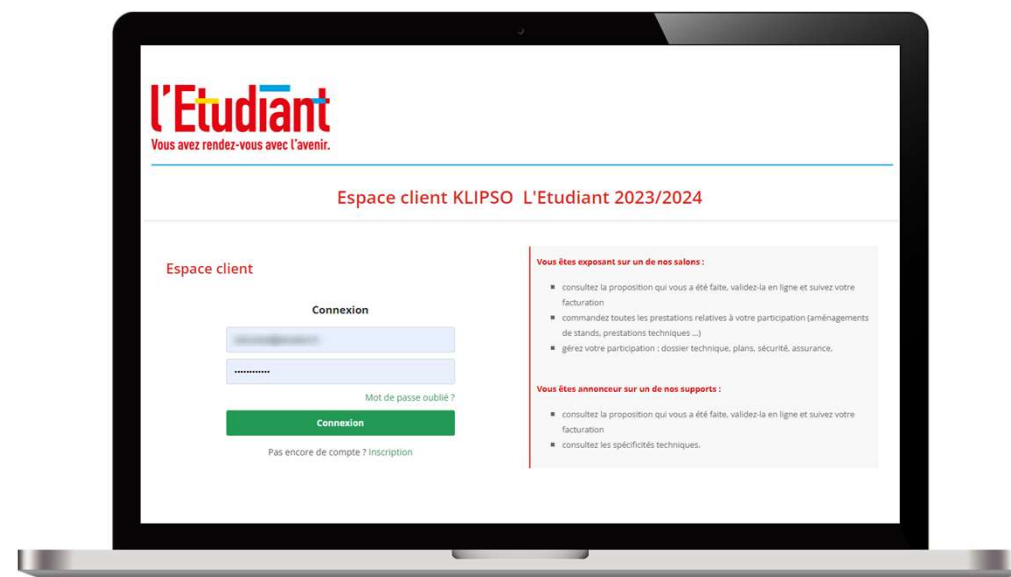 l'Etudiant
Vous avez rendez-vous avec l'avenir.
Espace client KLIPSO L'Etudiant 2023/2024
Espace client
Connexion
Mot de passe oublié ?
Connexion
Pas encore de compte ? Inscription
Vous êtes exposant sur un de nos salons :
consultez la proposition qui vous a été faite, validez-la en ligne et suivez votre
facturation
commandez toutes les prestations relatives à votre participation (aménagements
de stands, prestations techniques ...)
gérez votre participation : dossier technique, plans, sécurité, assurance.
Vous êtes annonceur sur un de nos supports :
consultez la proposition qui vous a été faite, validez-la en ligne et suivez votre
facturation
consultez les spécificités techniques.